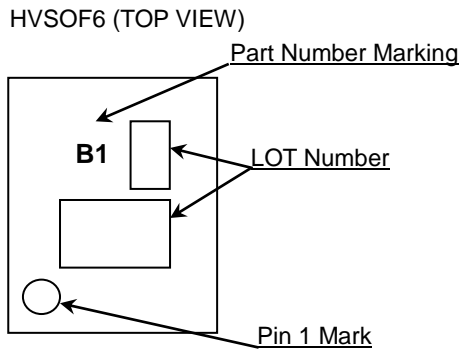 HVSOF6 (TOP VIEW)
Part Number Marking
B1
LOT Number
Pin 1 Mark